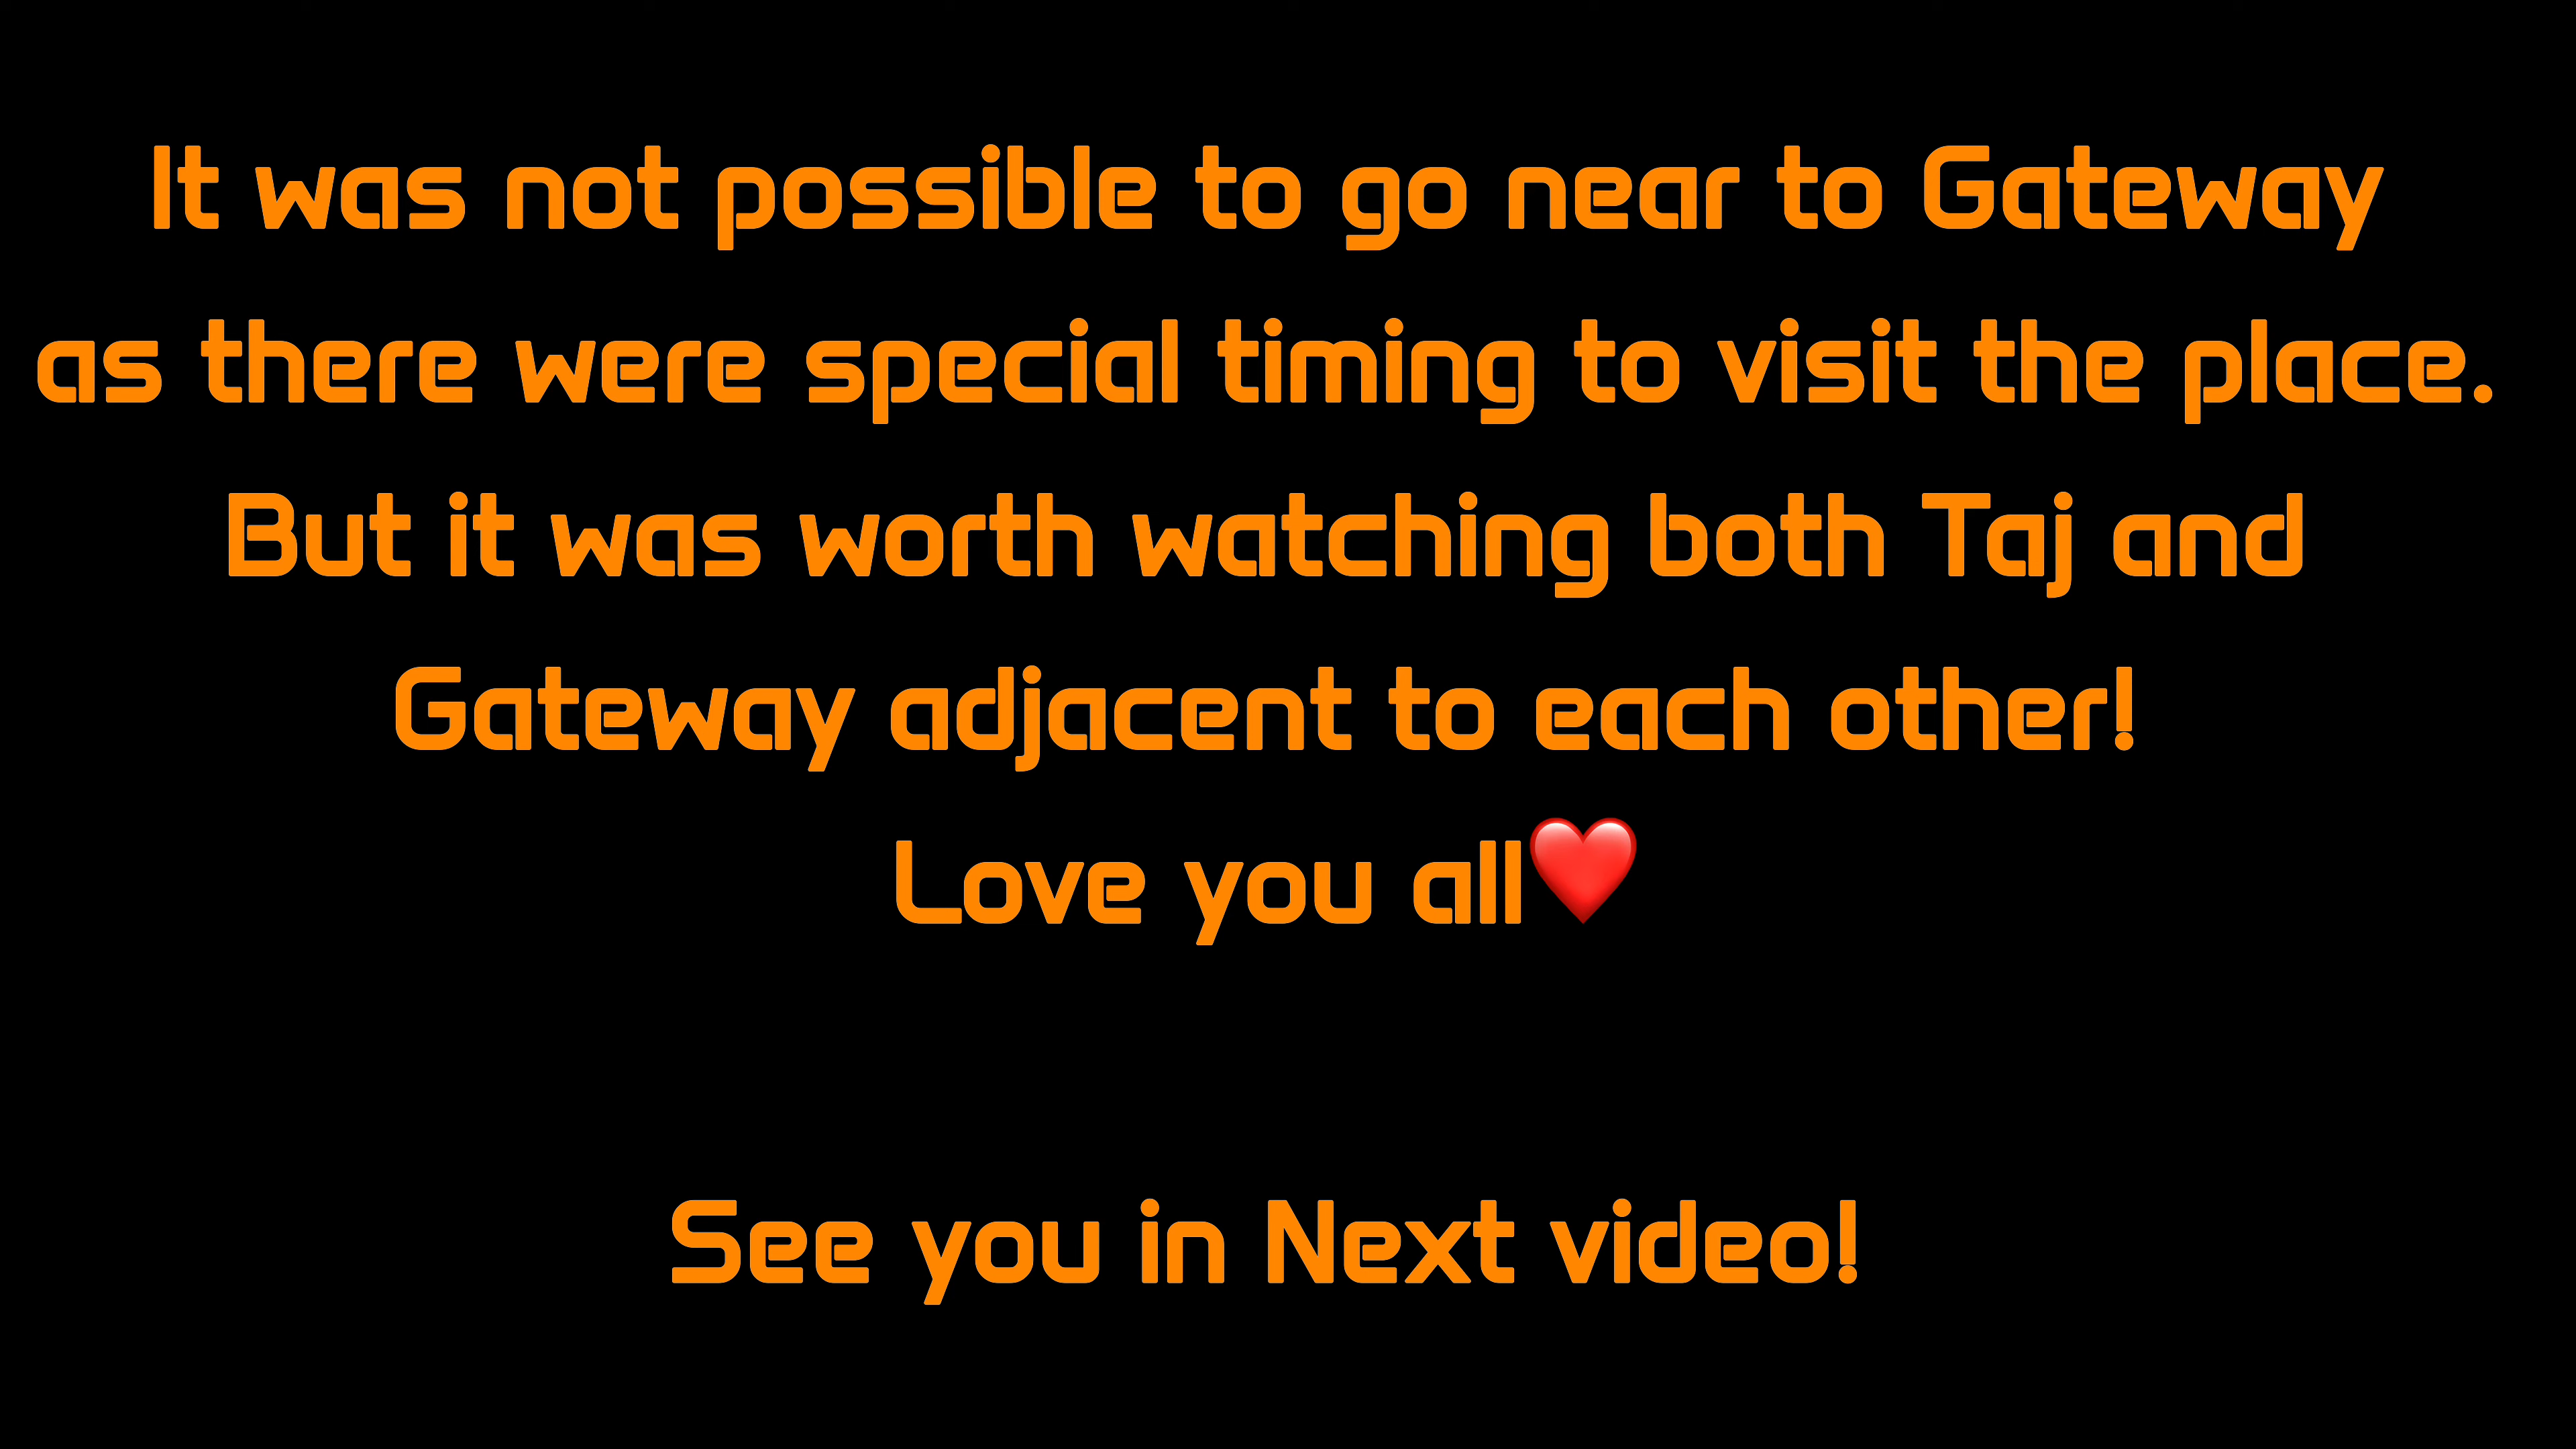 It was not possible to go near to Gateway
as there were special timing to visit the place.
But it was worth watching both Taj and
Gateway adjacent to each other!
Love you all❤️
See you in Next video!